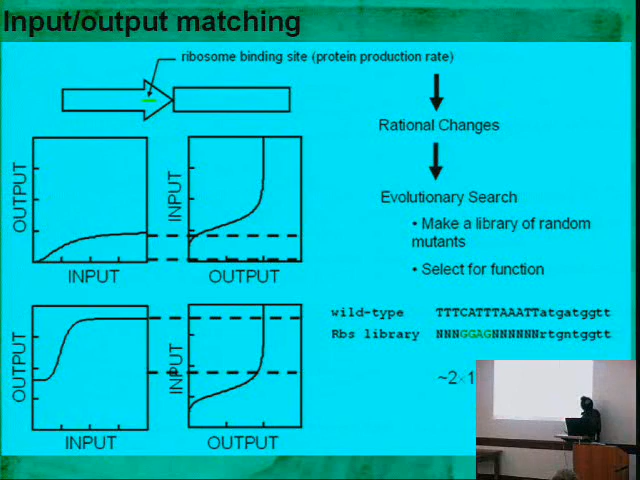 Input/output matching
ribosome binding site (protein production rate)
Rational Changes
Evolutionary Search
• Make a library of random
mutants
• Select for function
OUTPUT
INPUT
INPUT
OUTPUT
OUTPUT
INPUT
INPUT
OUTPUT
wild-type TTTCATTTAAATTatgatggtt
Rbs library NNNGGAGNNNNNNrtgntggtt
~2×1